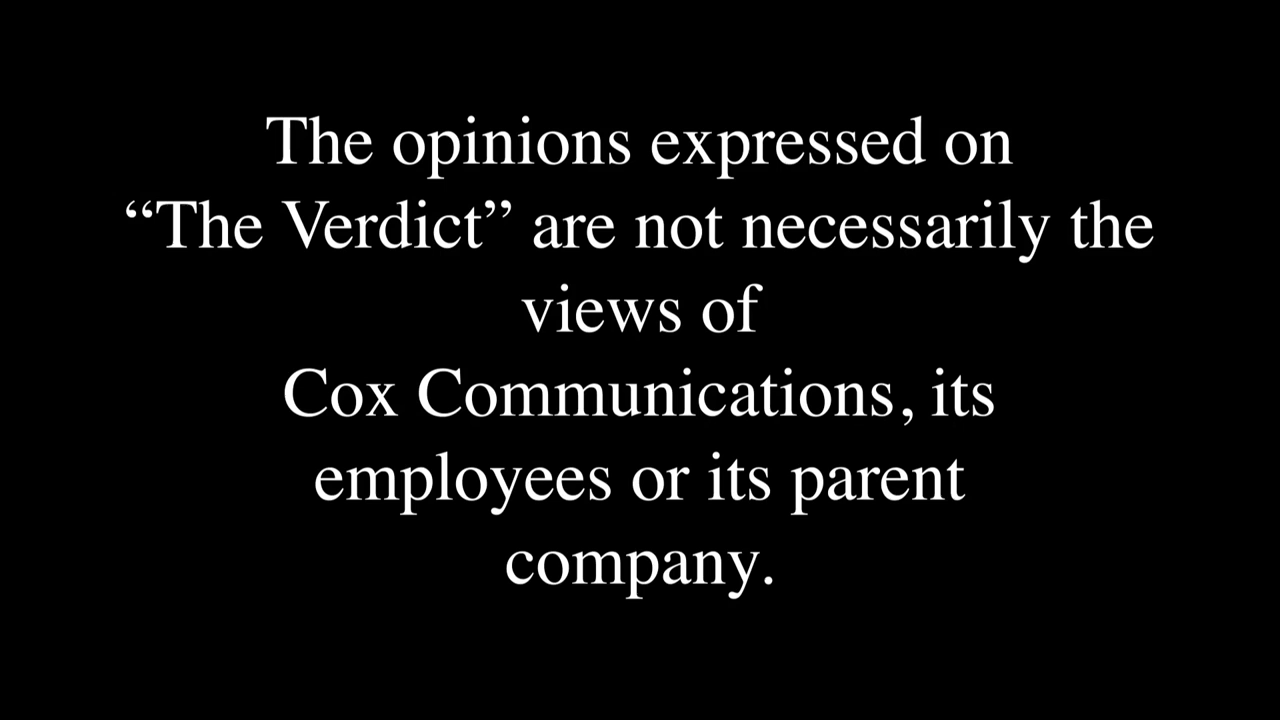 The opinions expressed on
“The Verdict” are not necessarily the
views of
Cox Communications, its
employees or its parent
company.